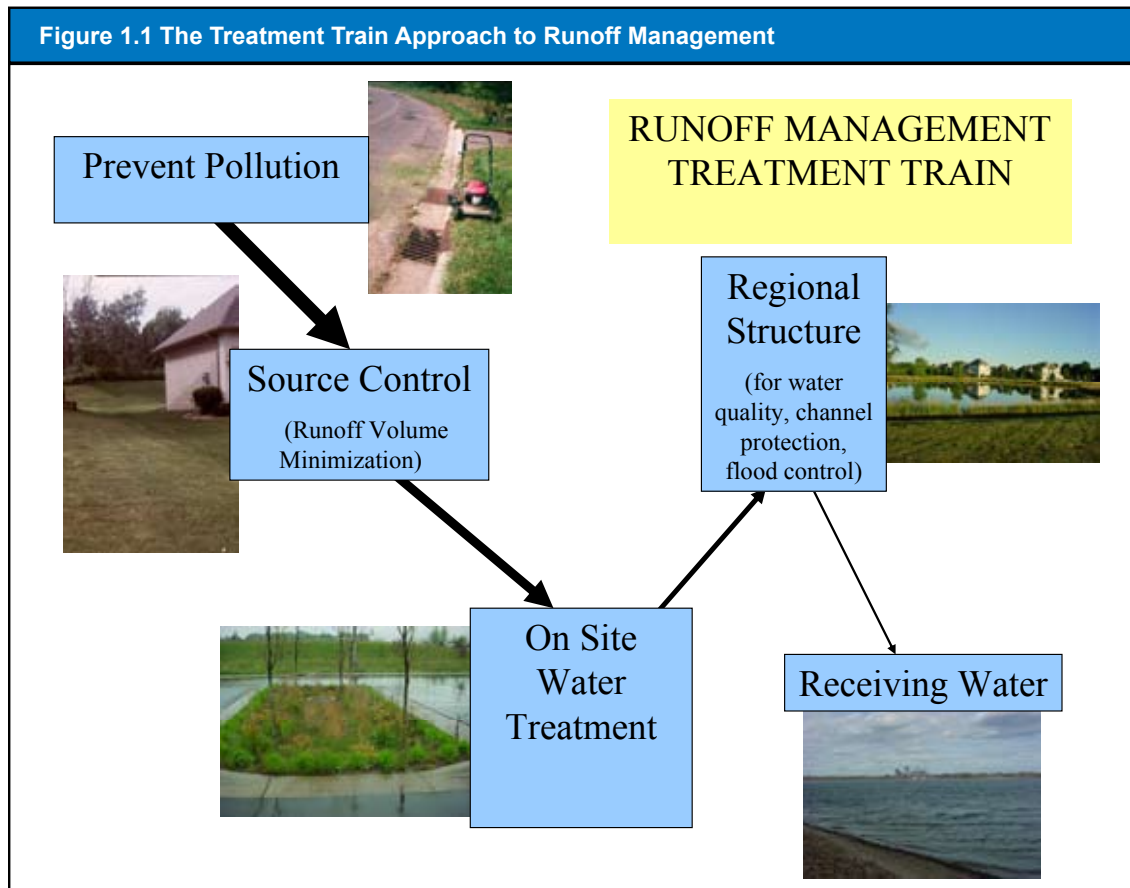 Figure 1.1 The Treatment Train Approach to Runoff Management
Prevent Pollution
RUNOFF MANAGEMENT
TREATMENT TRAIN
Source Control
(Runoff Volume
Minimization)
On Site
Water
Treatment
Regional
Structure
(for water
quality, channel
protection,
flood control)
Receiving Water